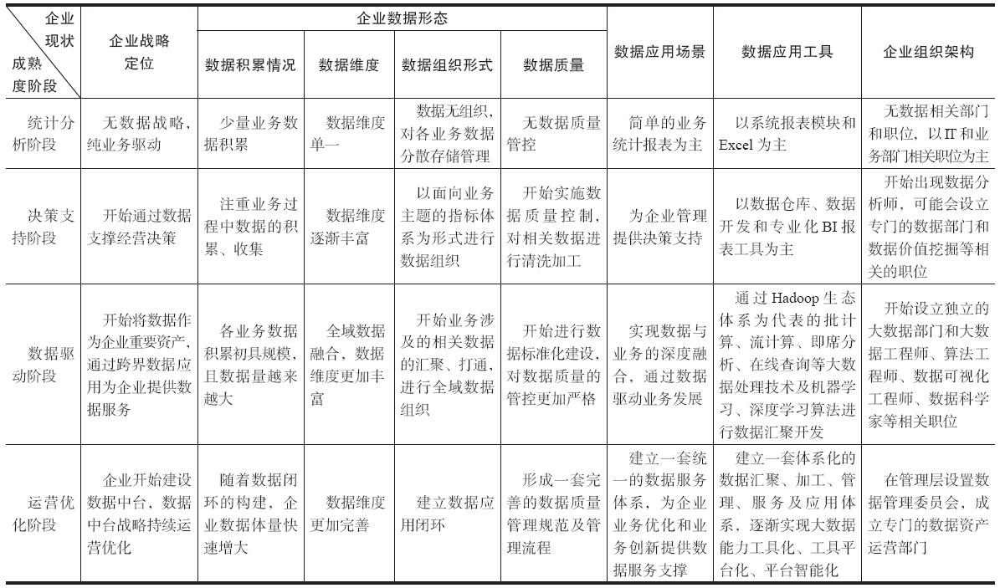 企业
现状
成熟
度阶段
企业战略
定位
企业数据形态
数据积累情况
数据维度
数据组织形式
数据质量
数据应用场景
数据应用工具
企业组织架构
统计分
析阶段
无数据战略，
纯业务驱动
少量业务数
据积累
数据维度
单一
数据无组织，
对各业务数据
分散存储管理
无数据质量
管控
简单的业务
统计报表为主
以系统报表模块和
Excel 为主
无数据相关部门
和职位，以 IT 和业
务部门相关职位为主
决策支
持阶段
开始通过数据
支撑经营决策
注重业务过
程中数据的积
累、收集
数据维度
逐渐丰富
以面向业务
主题的指标体
系为形式进行
数据组织
开始实施数
据质量控制，
对相关数据进
行清洗加工
为企业管理
提供决策支持
以数据仓库、数据
开发和专业化 BI 报
表工具为主
开始出现数据分
析师，可能会设立
专门的数据部门和
数据价值挖掘等相
关的职位
数据驱
动阶段
开始将数据作
为企业重要资产，
通过跨界数据应
用为企业提供数
据服务
各业务数据
积累初具规模，
且数据量越来
越大
全域数据
融合，数据
维度更加丰
富
开始业务涉
及的相关数据
的汇聚、打通，
进行全域数据
组织
开始进行数
据标准化建设，
对数据质量的
管控更加严格
实现数据与
业务的深度融
合，通过数据
驱动业务发展
通过 Hadoop 生态
体系为代表的批计
算、流计算、即席分
析、在线查询等大数
据处理技术及机器学
习、深度学习算法进
行数据汇聚开发
开始设立独立的
大数据部门和大数
据工程师、算法工
程师、数据可视化
工程师、数据科学
家等相关职位
运营优
化阶段
企业开始建设
数据中台，数据
中台战略持续运
营优化
随着数据闭
环的构建，企
业数据体量快
速增大
数据维度
更加完善
建立数据应
用闭环
形成一套完
善的数据质量
管理规范及管
理流程
建立一套统
一的数据服务
体系，为企业
业务优化和业
务创新提供数
据服务支撑
建立一套体系化的
数据汇聚、加工、管
理、服务及应用体
系，逐渐实现大数据
能力工具化、工具平
台化、平台智能化
在管理层设置数
据管理委员会，成
立专门的数据资产
运营部门